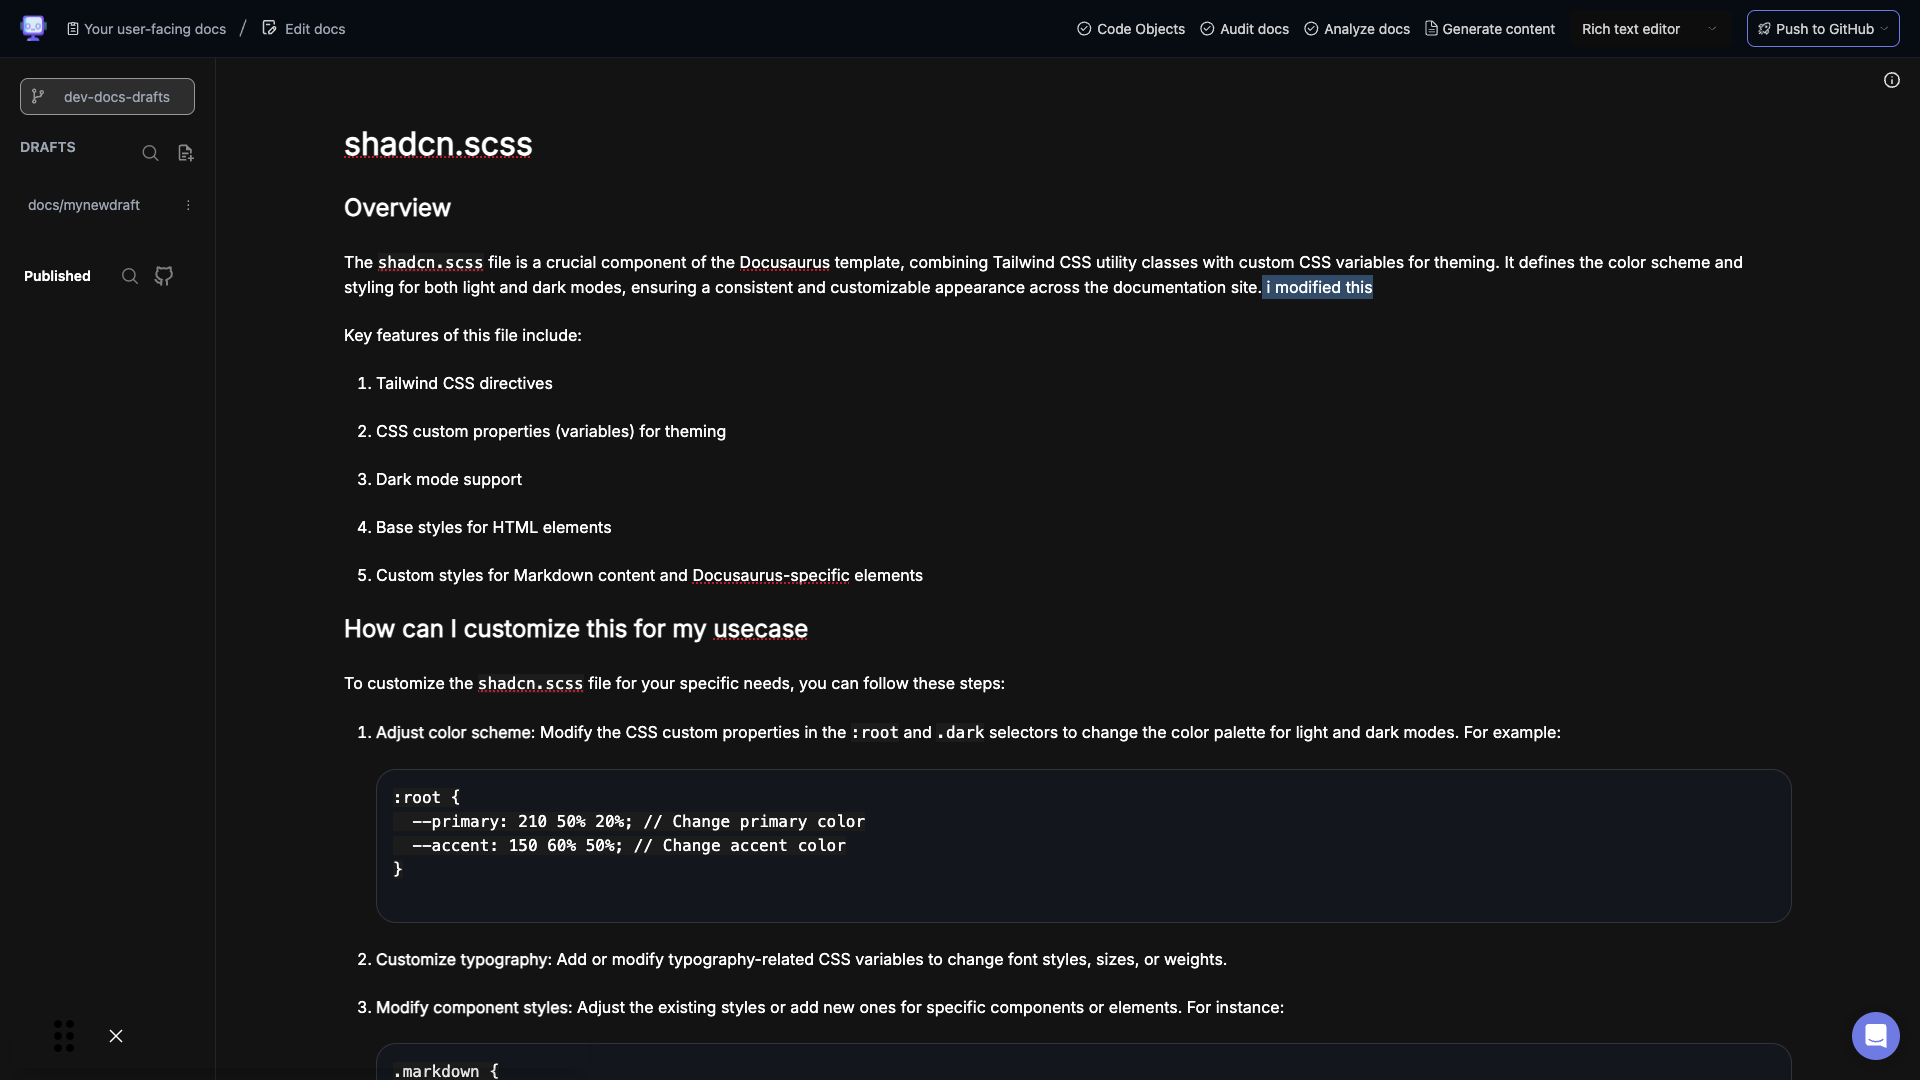 Your user-facing docs / Edit docs
Code Objects Audit docs Analyze docs Generate content Rich text editor Push to GitHub
dev-docs-drafts
DRAFTS
docs/mynewdraft
Published
shadcn.scss
Overview
The shadcn.scss file is a crucial component of the Docusaurus template, combining Tailwind CSS utility classes with custom CSS variables for theming. It defines the color scheme and
styling for both light and dark modes, ensuring a consistent and customizable appearance across the documentation site. i modified this
Key features of this file include:
1. Tailwind CSS directives
2. CSS custom properties (variables) for theming
3. Dark mode support
4. Base styles for HTML elements
5. Custom styles for Markdown content and Docusaurus-specific elements
How can I customize this for my usecase
To customize the shadcn.scss file for your specific needs, you can follow these steps:
1. Adjust color scheme: Modify the CSS custom properties in the :root and .dark selectors to change the color palette for light and dark modes. For example:
:root {
--primary: 210 50% 20%; // Change primary color
--accent: 150 60% 50%; // Change accent color
}
2. Customize typography: Add or modify typography-related CSS variables to change font styles, sizes, or weights.
3. Modify component styles: Adjust the existing styles or add new ones for specific components or elements. For instance:
.markdown {